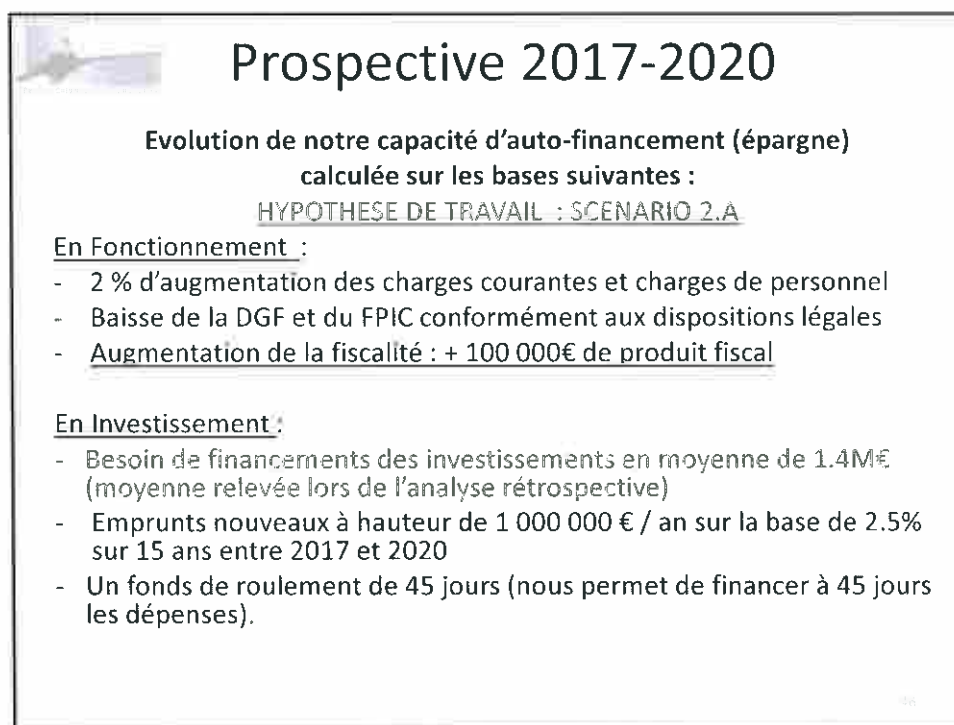 Prospective 2017-2020
Evolution de notre capacité d'auto-financement (épargne)
calculée sur les bases suivantes :
HYPOTHESE DE TRAVAIL : SCENARIO 2.A
En Fonctionnement :
- 2 % d'augmentation des charges courantes et charges de personnel
- Baisse de la DGF et du FPIC conformément aux dispositions légales
- Augmentation de la fiscalité : + 100 000€ de produit fiscal
En Investissement :
- Besoin de financements des investissements en moyenne de 1.4M€
(moyenne relevée lors de l'analyse rétrospective)
- Emprunts nouveaux à hauteur de 1 000 000 € / an sur la base de 2.5%
sur 15 ans entre 2017 et 2020
- Un fonds de roulement de 45 jours (nous permet de financer à 45 jours
les dépenses).